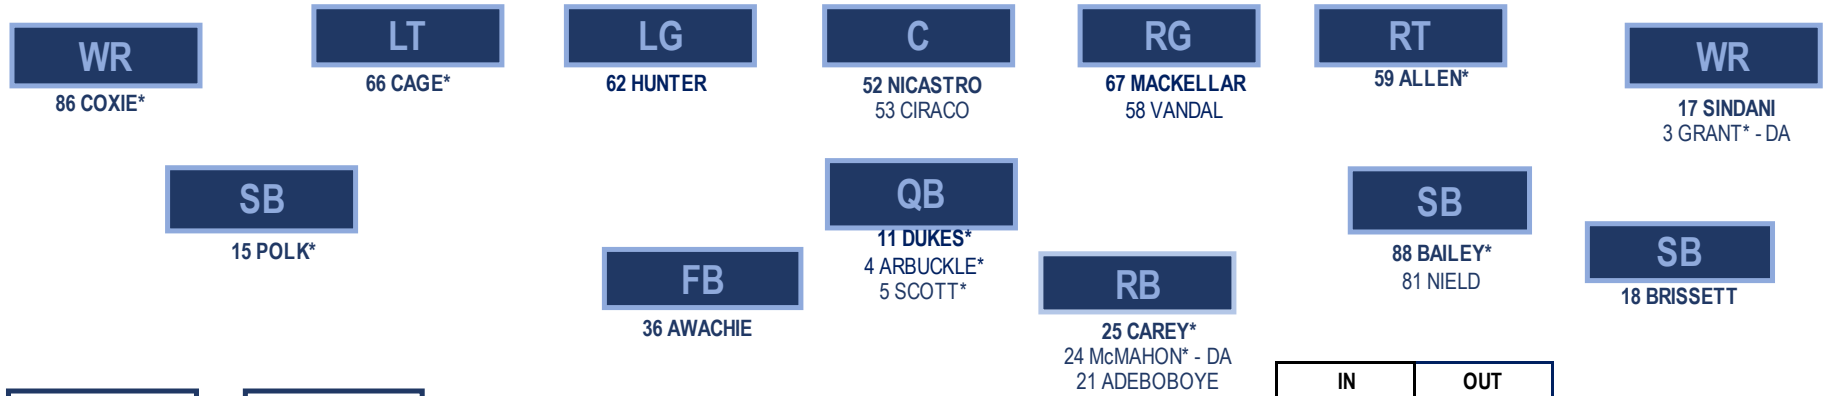 WR
86 COXIE*
LT
66 CAGE*
LG
62 HUNTER
C
52 NICASTRO
53 CIRACO
RG
67 MACKELLAR
58 VANDAL
RT
59 ALLEN*
WR
17 SINDANI
3 GRANT* - DA
SB
15 POLK*
QB
11 DUKES*
4 ARBUCKLE*
5 SCOTT*
SB
88 BAILEY*
81 NIELD
SB
18 BRISSETT
FB
36 AWACHIE
RB
25 CAREY*
24 McMAHON* - DA
21 ADEBOBOYE
IN OUT